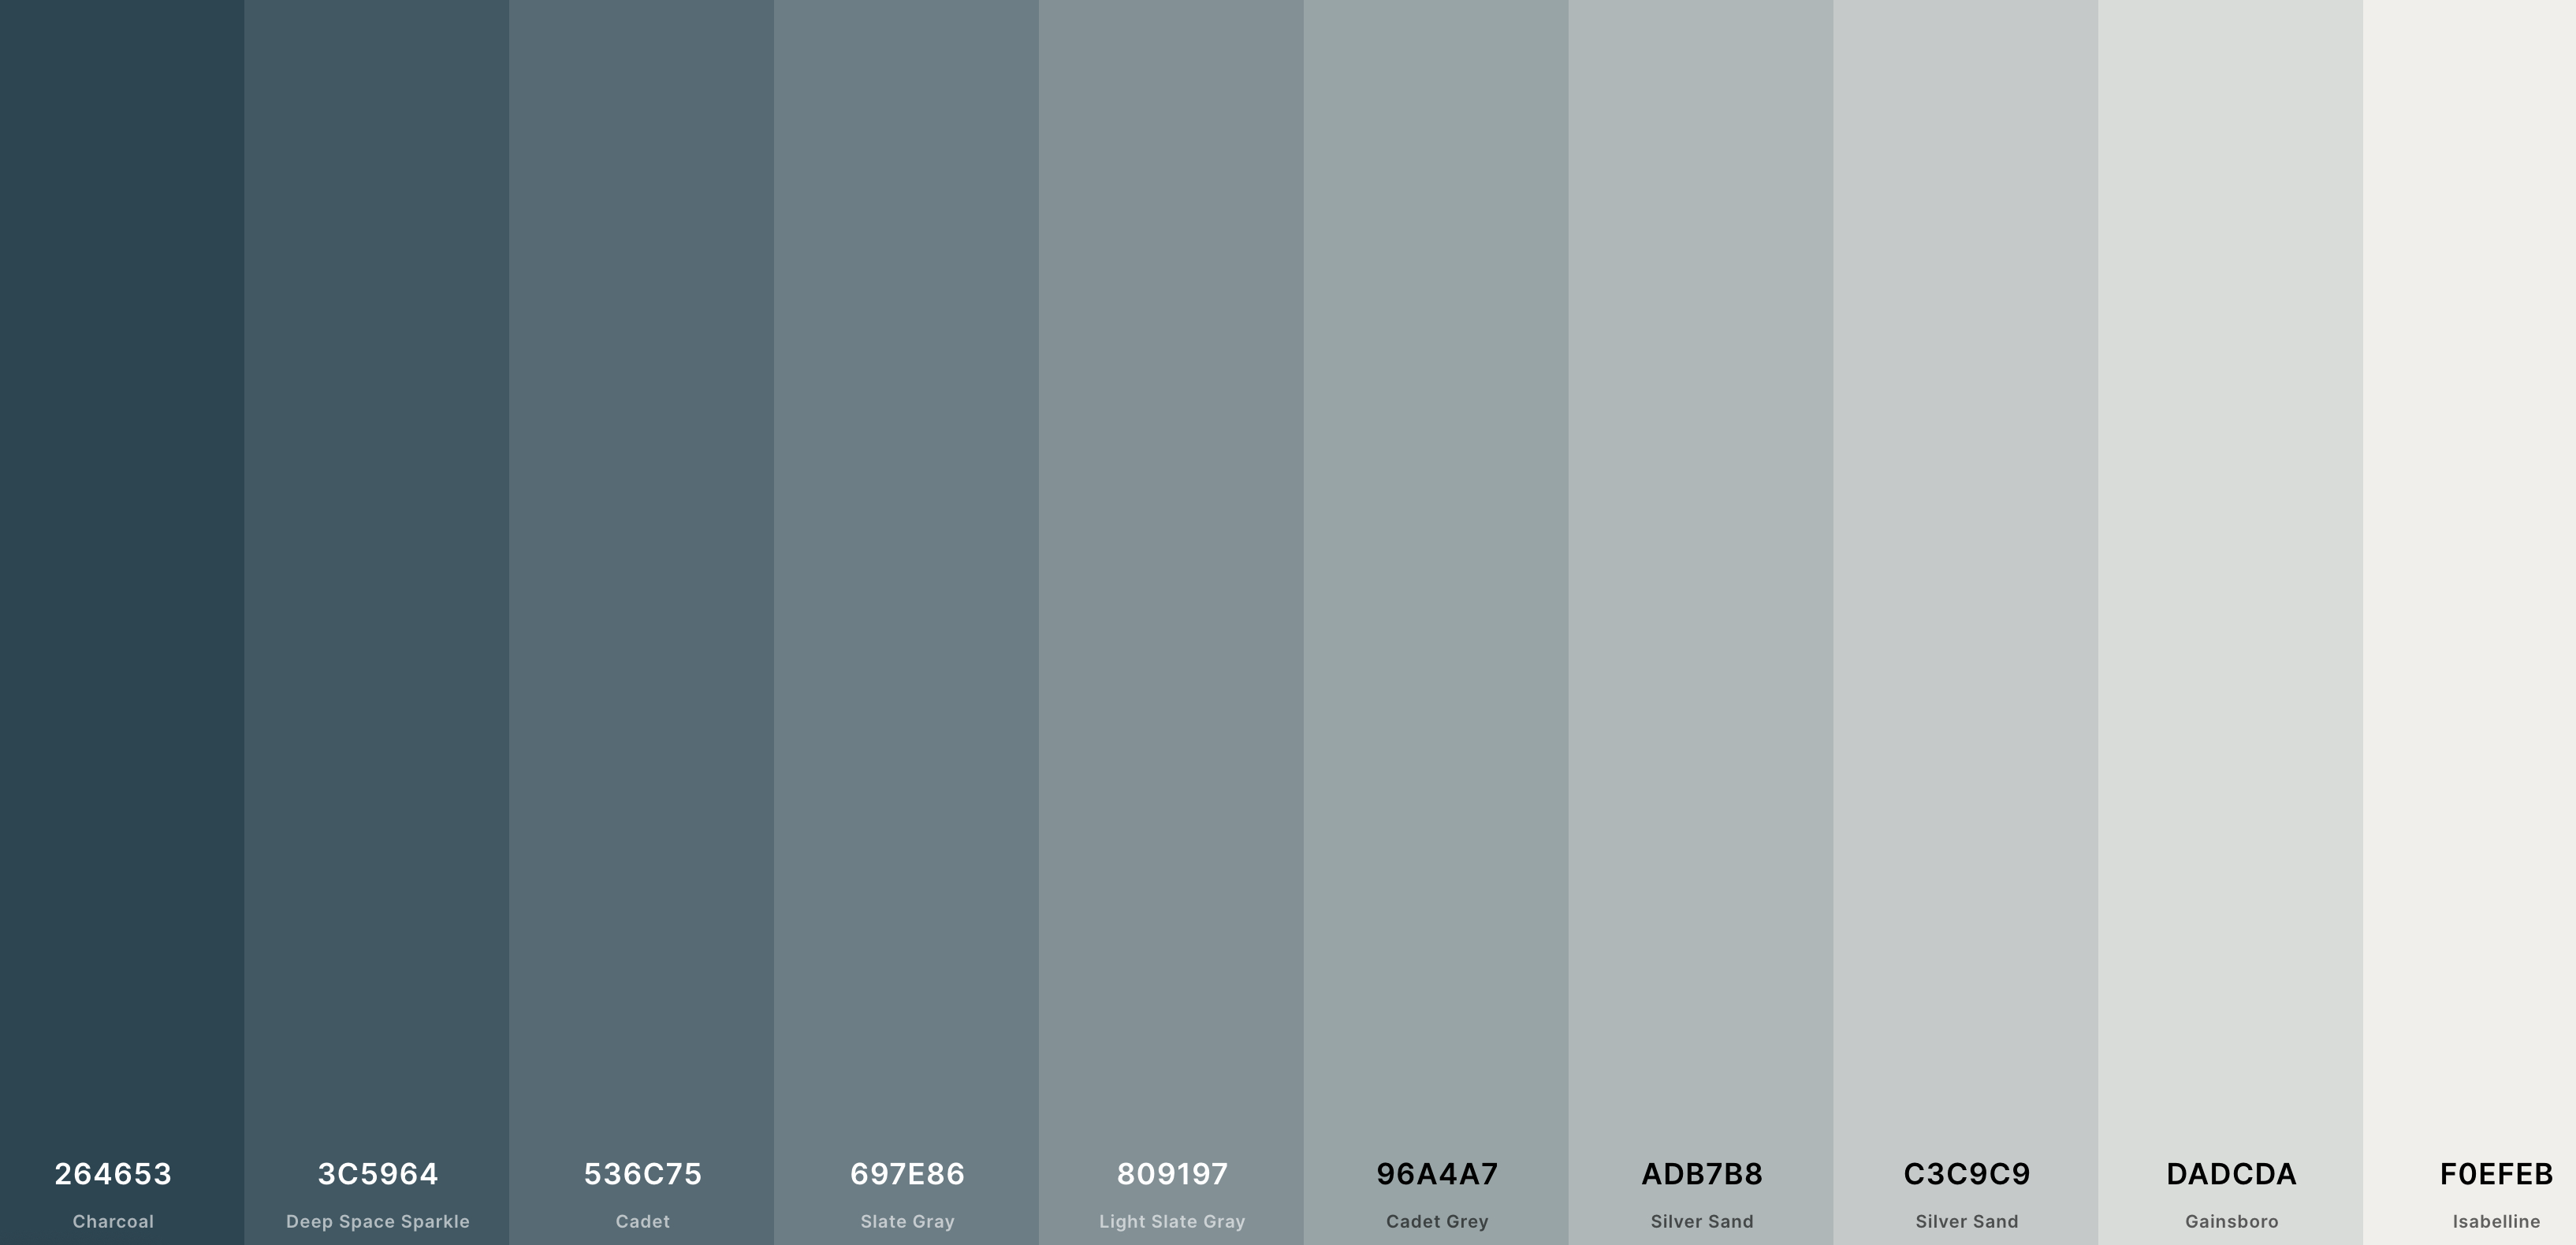 264653
Charcoal
3C5964
Deep Space Sparkle
536C75
Cadet
697E86
Slate Gray
809197
Light Slate Gray
96A4A7
Cadet Grey
ADB7B8
Silver Sand
C3C9C9
Silver Sand
DADCDA
Gainsboro
F0EFEB
Isabelline